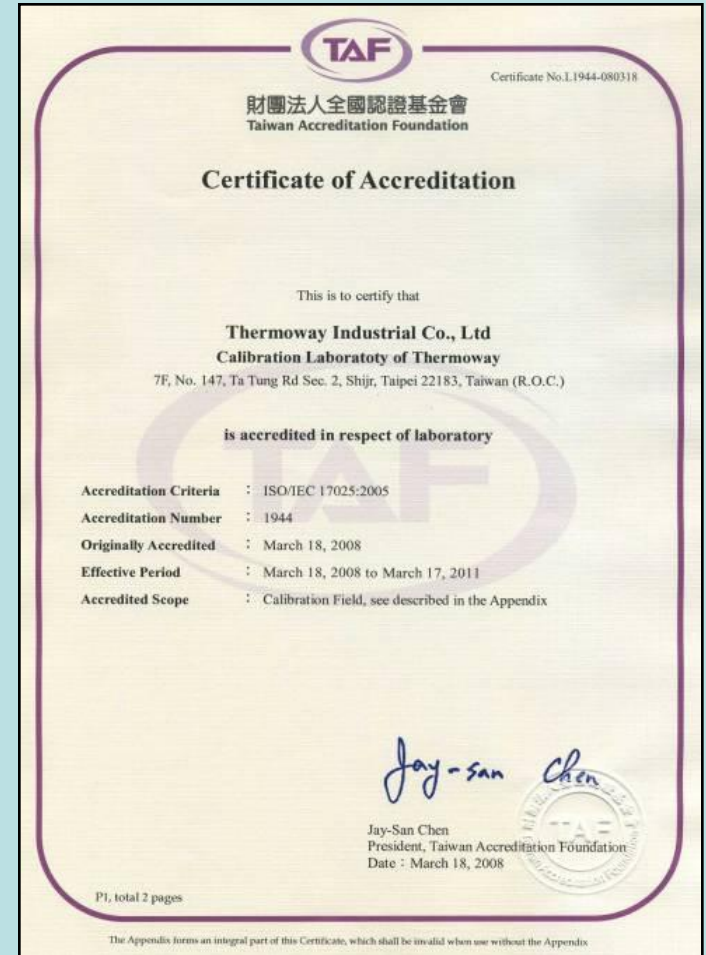 TAF
Certificate No.L1944-080318
財團法人全國認證基金會
Taiwan Accreditation Foundation
Certificate of Accreditation
This is to certify that
Thermoway Industrial Co., Ltd
Calibration Laboratoty of Thermoway
7F, No. 147, Ta Tung Rd Sec. 2, Shijr, Taipei 22183, Taiwan (R.O.C.)
is accredited in respect of laboratory
TAF
Accreditation Criteria : ISO/IEC 17025:2005
Accreditation Number : 1944
Originally Accredited : March 18, 2008
Effective Period : March 18, 2008 to March 17, 2011
Accredited Scope : Calibration Field, see described in the Appendix
Jay-san Chen
Jay-San Chen
President, Taiwan Accreditation Foundation
Date : March 18, 2008
TAF
P1, total 2 pages
The Appendix forms an integral part of this Certificate, which shall be invalid when use without the Appendix